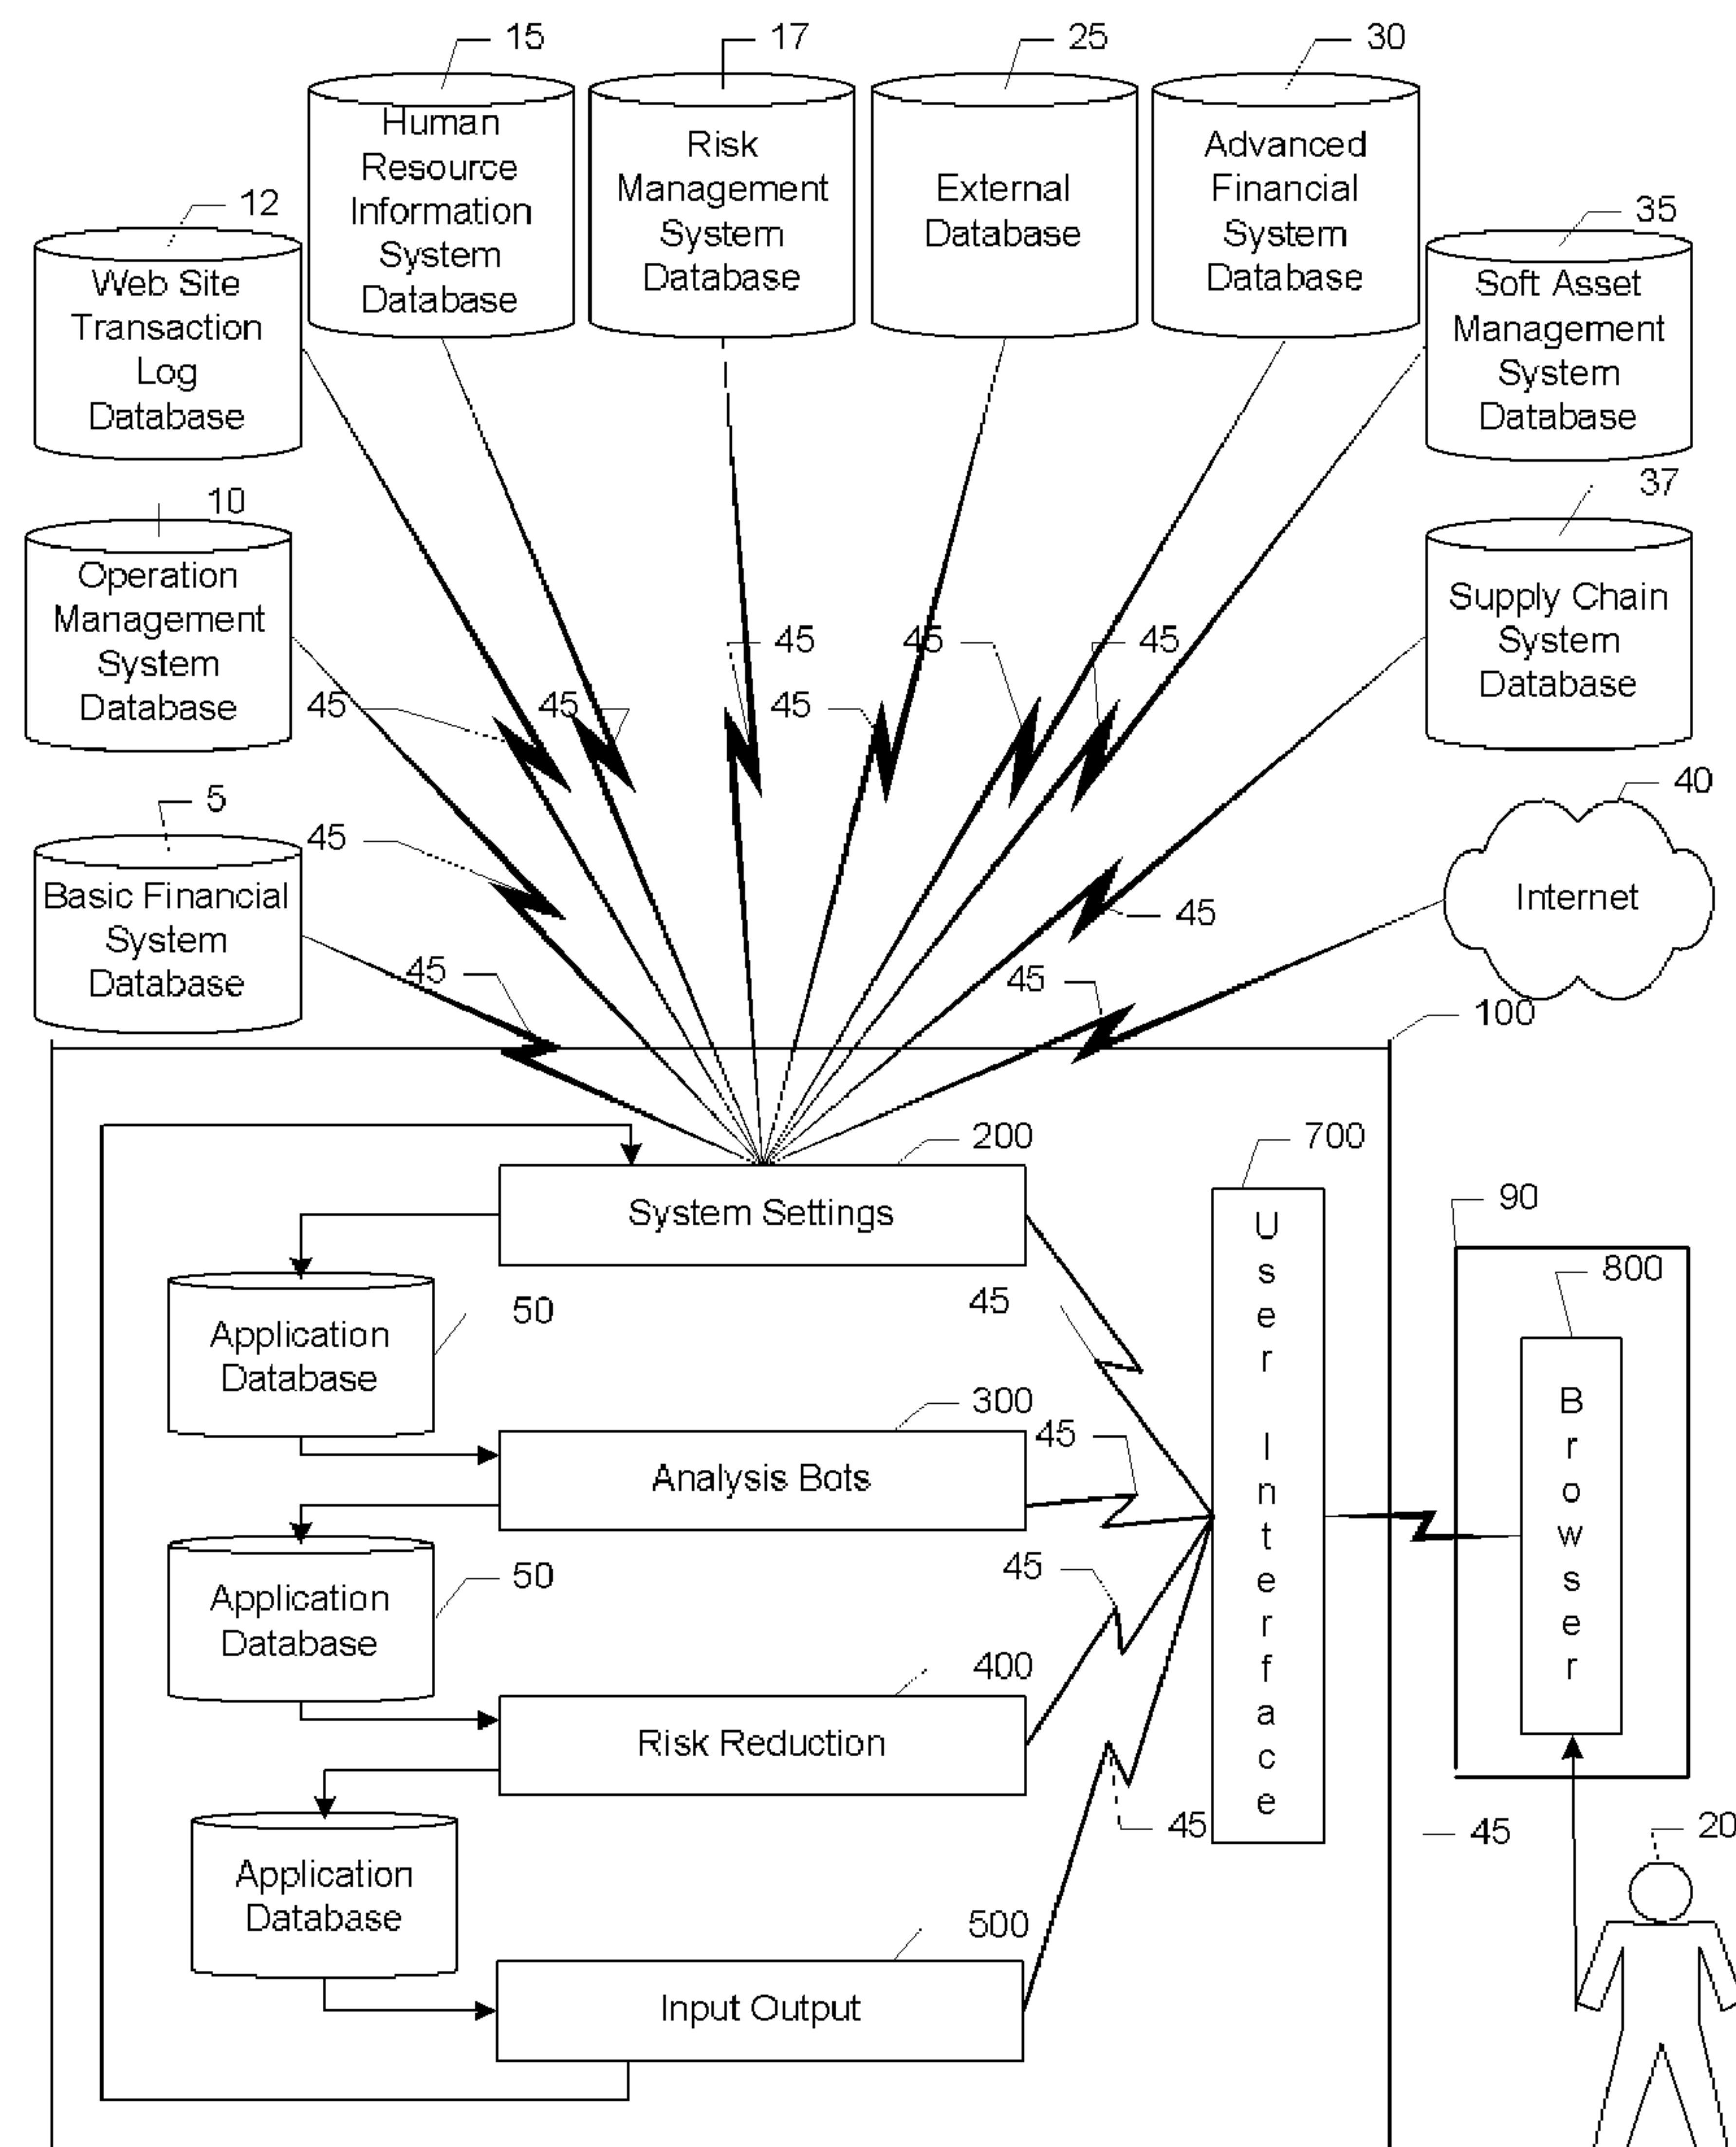 15
17
25
30
Human
Resource
Information
System
Database
Risk
Management
System
Database
External
Database
Advanced
Financial
System
Database
12
Web Site
Transaction
Log
Database
35
Soft Asset
Management
System
Database
10
Operation
Management
System
Database
37
Supply Chain
System
Database
45
45
45
45
45
45
5
Basic Financial
System
Database
45
40
Internet
45
45
45
100
200
System Settings
700
User Interface
90
800
Browser
50
Application
Database
45
300
Analysis Bots
45
50
Application
Database
45
400
Risk Reduction
45
45
20
Application
Database
500
Input Output